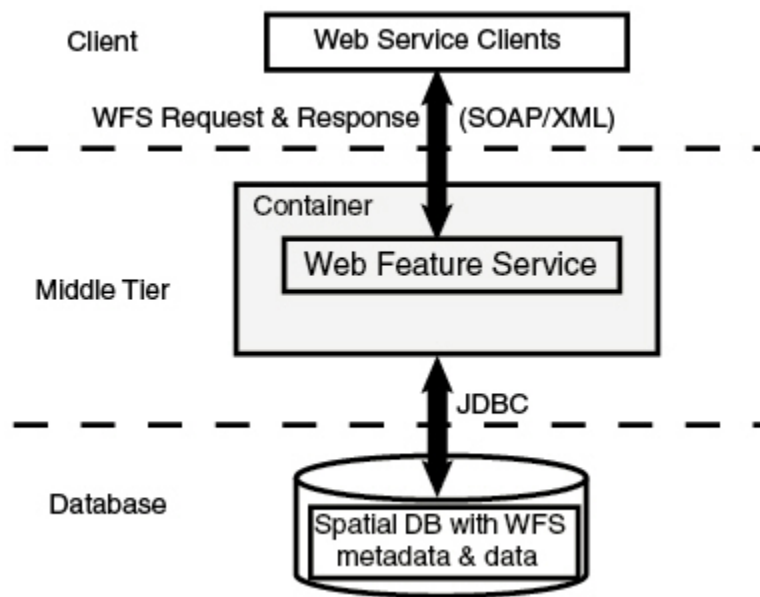 Client
Web Service Clients
WFS Request & Response (SOAP/XML)
Container
Web Feature Service
Middle Tier
JDBC
Database
Spatial DB with WFS
metadata & data